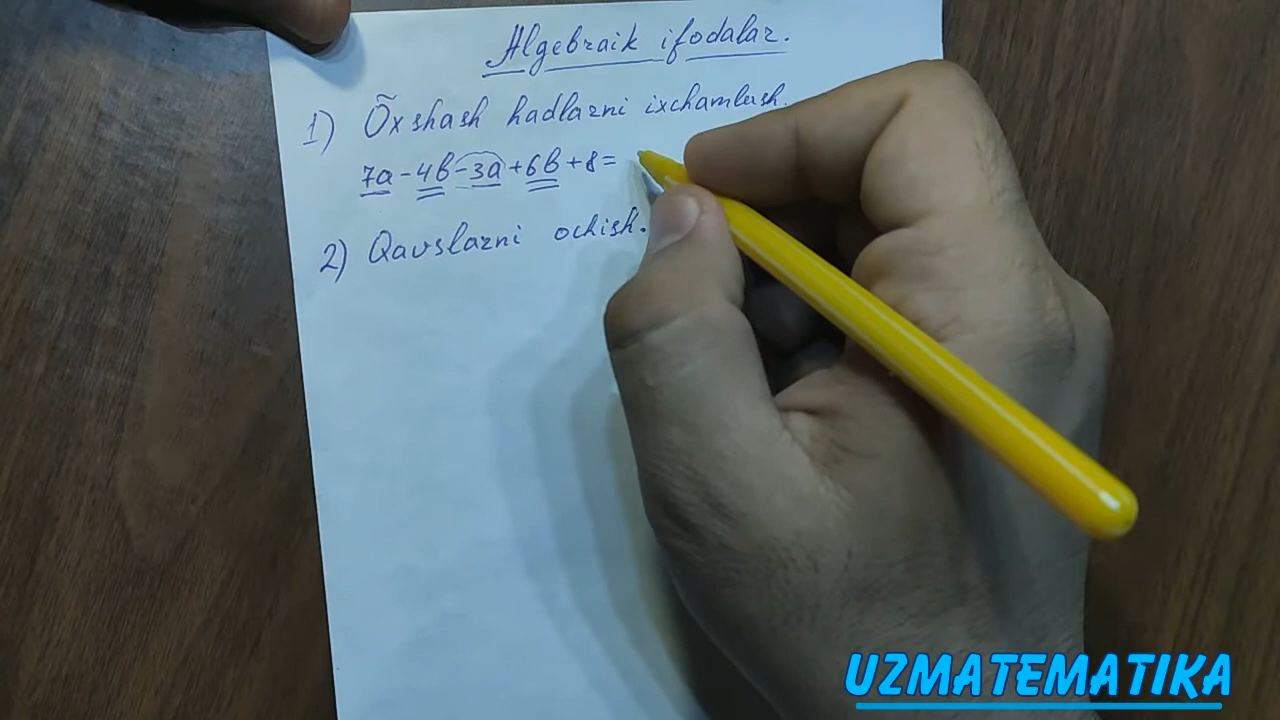 Algebraik ifodalar.
1) Õxshash hadlarni ixchamlash.
7a - 4b - 3a + 6b + 8 =
2) Qavslarni ochish.
UZMATEMATIKA